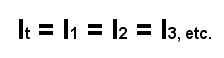 It = I1 = I2 = I3, etc.